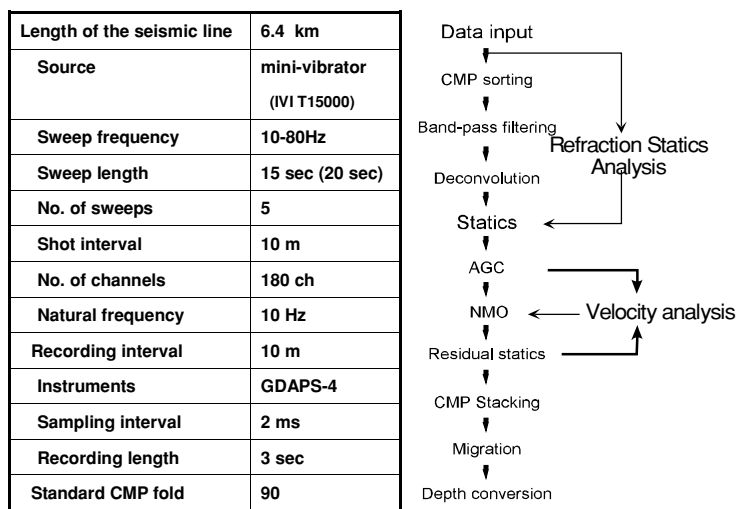 Length of the seismic line 6.4 km
Source mini-vibrator
(IVI T15000)
Sweep frequency 10-80Hz
Sweep length 15 sec (20 sec)
No. of sweeps 5
Shot interval 10 m
No. of channels 180 ch
Natural frequency 10 Hz
Recording interval 10 m
Instruments GDAPS-4
Sampling interval 2 ms
Recording length 3 sec
Standard CMP fold 90
Data input
CMP sorting
Band-pass filtering
Refraction Statics
Analysis
Deconvolution
Statics
AGC
NMO
Velocity analysis
Residual statics
CMP Stacking
Migration
Depth conversion